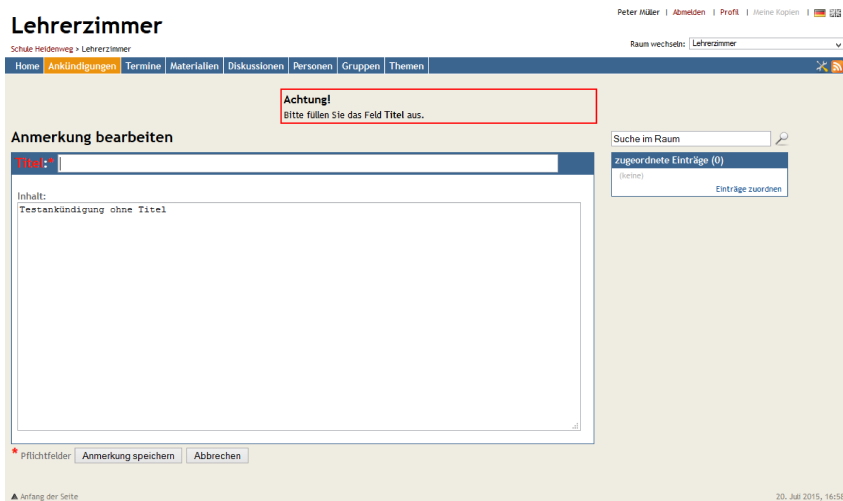 Peter Müller | Abmelden | Profil | Meine Kopien |
Lehrerzimmer
Schule Heidenweg > Lehrerzimmer
Raum wechseln: Lehrerzimmer
Home Ankündigungen Termine Materialien Diskussionen Personen Gruppen Themen
Achtung!
Bitte füllen Sie das Feld Titel aus.
Anmerkung bearbeiten
Suche im Raum
Titel:*
zugeordnete Einträge (0)
(keine)
Einträge zuordnen
Inhalt:
Testankündigung ohne Titel
* Pflichtfelder Anmerkung speichern Abbrechen
Anfang der Seite
20. Juli 2015, 16:58